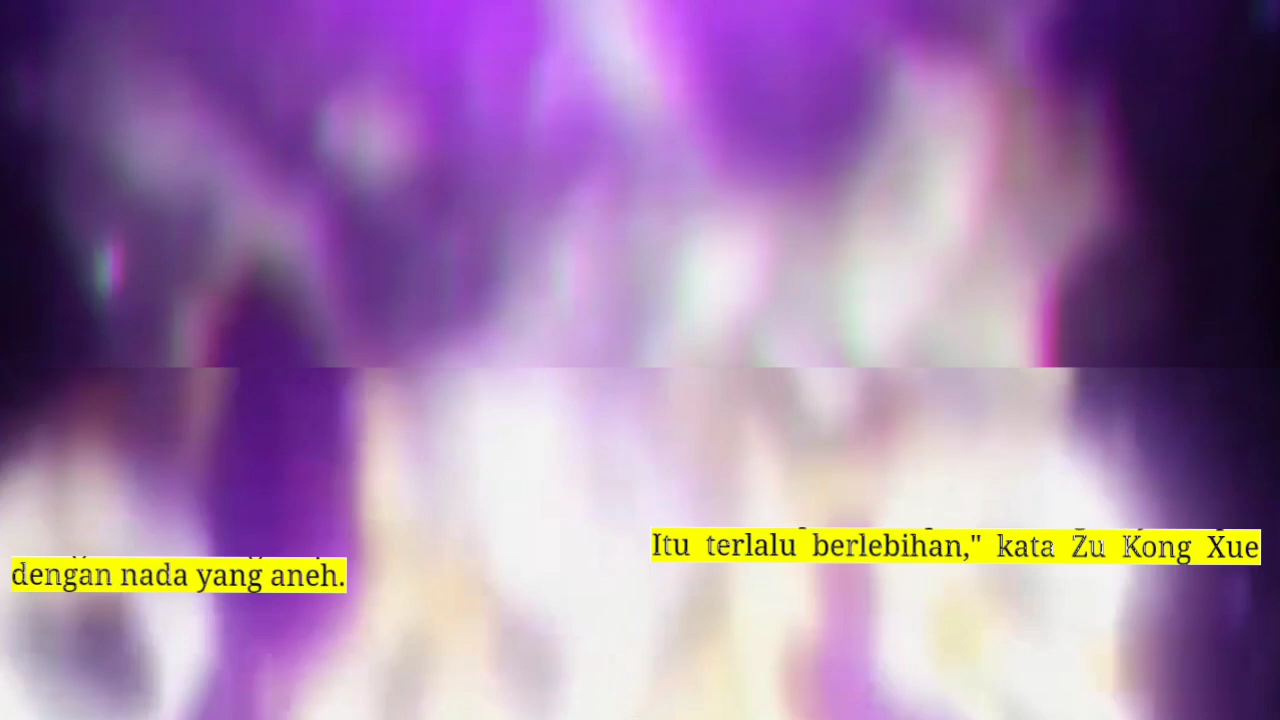 Itu terlalu berlebihan," kata Zu Kong Xue
dengan nada yang aneh.